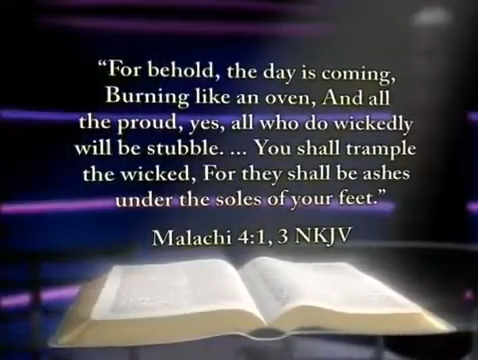 “For behold, the day is coming,
Burning like an oven, And all
the proud, yes, all who do wickedly
will be stubble. ... You shall trample
the wicked, For they shall be ashes
under the soles of your feet.”
Malachi 4:1, 3 NKJV